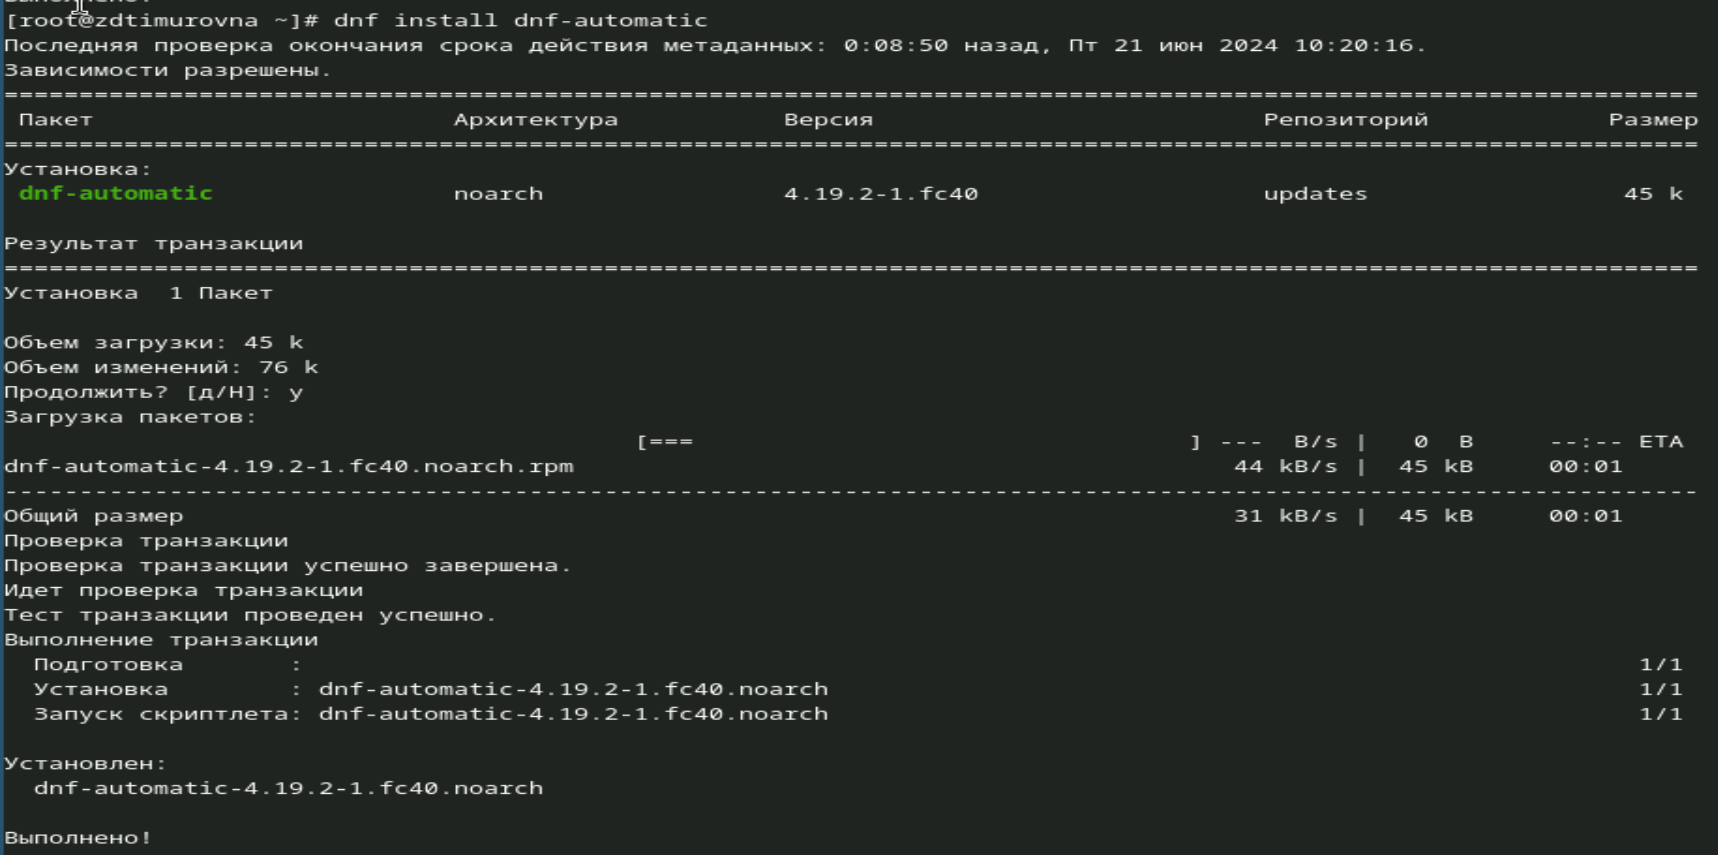 [root@zdtimurovna ~]# dnf install dnf-automatic
Последняя проверка окончания срока действия метаданных: 0:08:50 назад, Пт 21 июн 2024 10:20:16.
Зависимости разрешены.
=================================================================================================================
Пакет Архитектура Версия Репозиторий Размер
=================================================================================================================
Установка:
dnf-automatic noarch 4.19.2-1.fc40 updates 45 k
Результат транзакции
=================================================================================================================
Установка 1 Пакет
Объем загрузки: 45 k
Объем изменений: 76 k
Продолжить? [д/Н]: y
Загрузка пакетов:
[=== ] --- B/s | 0 B --:-- ETA
dnf-automatic-4.19.2-1.fc40.noarch.rpm 44 kB/s | 45 kB 00:01
-----------------------------------------------------------------------------------------------------------------
Общий размер 31 kB/s | 45 kB 00:01
Проверка транзакции
Проверка транзакции успешно завершена.
Идет проверка транзакции
Тест транзакции проведен успешно.
Выполнение транзакции
Подготовка : 1/1
Установка : dnf-automatic-4.19.2-1.fc40.noarch 1/1
Запуск скриптлета: dnf-automatic-4.19.2-1.fc40.noarch 1/1
Установлен:
dnf-automatic-4.19.2-1.fc40.noarch
Выполнено!